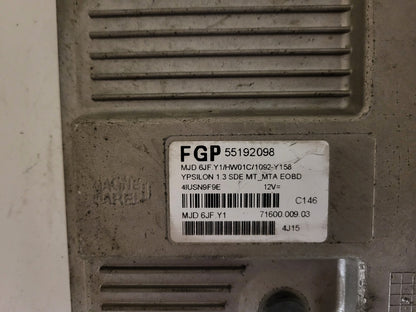 FGP 55192098
MJD 6JF.Y1/HW01C/1092-Y158
YPSILON 1.3 SDE MT_MTA EOBD
4IUSN9F9E 12V=
C146
MJD 6JF.Y1 71600.009.03
4J15
MAGNETI
MARELLI